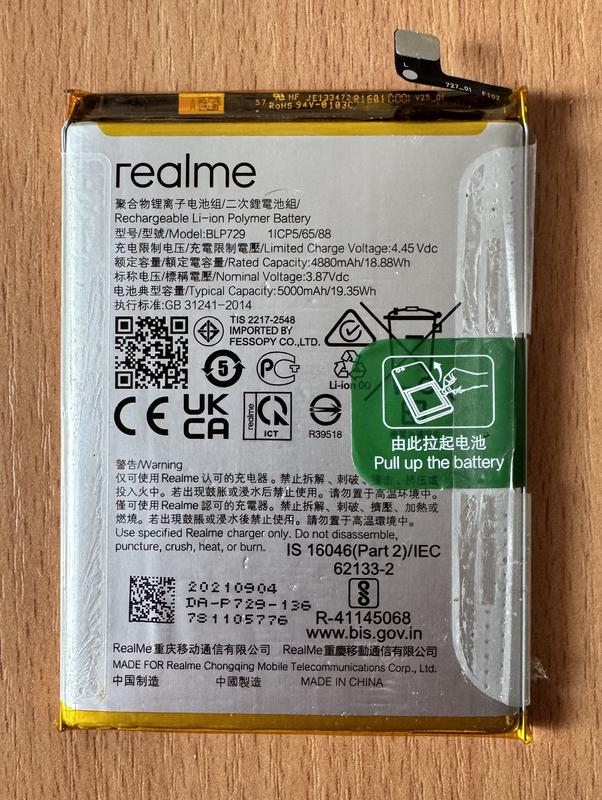 727_01 F102
57 HF JE133472R1601 V25_01
RoHS 94V-0
realme
聚合物锂离子电池组/二次鋰電池組/
Rechargeable Li-ion Polymer Battery
型号/型號/Model:BLP729 1ICP5/65/88
充电限制电压/充電限制電壓/Limited Charge Voltage:4.45Vdc
额定容量/額定電容量/Rated Capacity:4880mAh/18.88Wh
标称电压/標稱電壓/Nominal Voltage:3.87Vdc
电池典型容量/Typical Capacity:5000mAh/19.35Wh
执行标准:GB 31241-2014
TIS 2217-2548
IMPORTED BY
FESSOPY CO.,LTD.
5
Li-ion 00
CE UKCA
realme
ICT
R39518
由此拉起电池
Pull up the battery
警告/Warning
仅可使用Realme认可的充电器。禁止拆解、刺破、
投入火中。若出现鼓胀或浸水后禁止使用。请勿置于高温环境中。
僅可使用Realme認可的充電器。禁止拆解、刺破、擠壓、加熱或
燃燒。若出現鼓脹或浸水後禁止使用。請勿置于高溫環境中。
Use specified Realme charger only. Do not disassemble,
puncture, crush, heat, or burn.
IS 16046(Part 2)/IEC
62133-2
20210904
DA-P729-136
781105776
R-41145068
www.bis.gov.in
RealMe重庆移动通信有限公司 RealMe重慶移動通信有限公司
MADE FOR Realme Chongqing Mobile Telecommunications Corp., Ltd.
中国制造 中國製造 MADE IN CHINA